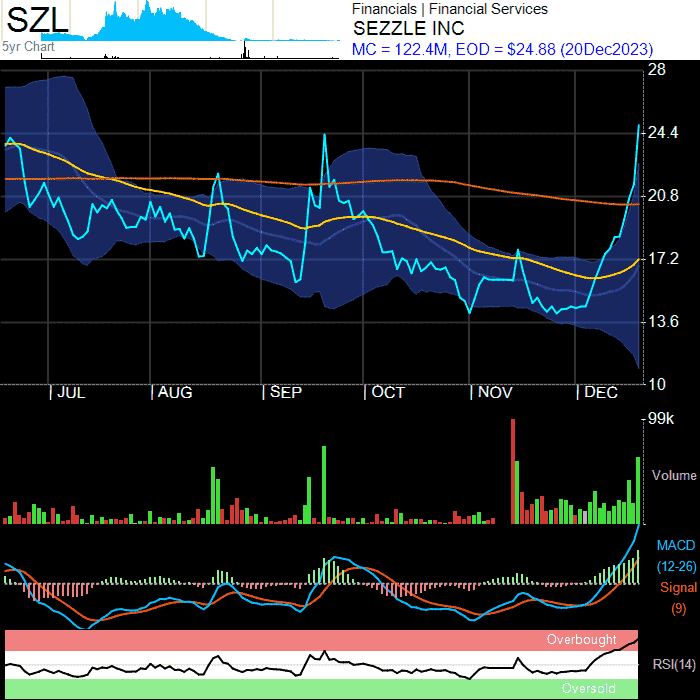 SZL
5yr Chart
Financials | Financial Services
SEZZLE INC
MC = 122.4M, EOD = $24.88 (20Dec2023)
28
24.4
20.8
17.2
13.6
10
| JUL | AUG | SEP | OCT | NOV | DEC
99k
Volume
MACD
(12-26)
Signal
(9)
Overbought
RSI(14)
Oversold